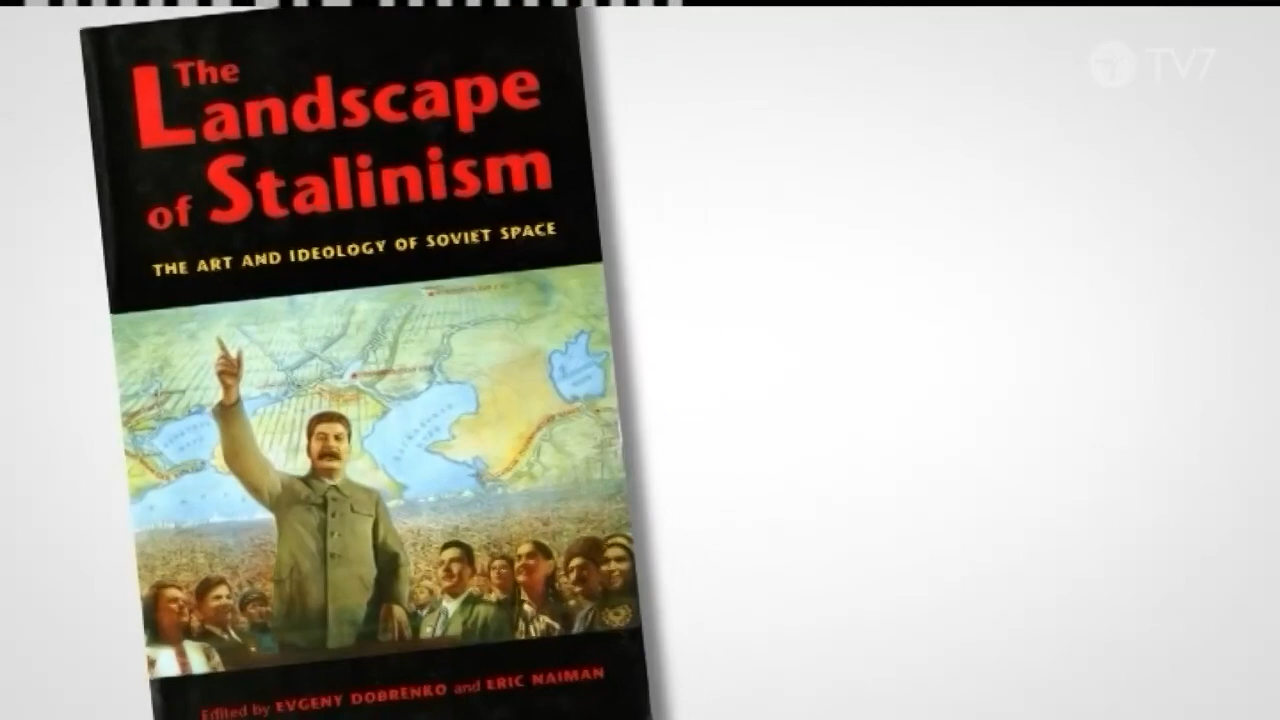 TV7
The
Landscape
of Stalinism
THE ART AND IDEOLOGY OF SOVIET SPACE
Edited by EVGENY DOBRENKO and ERIC NAIMAN